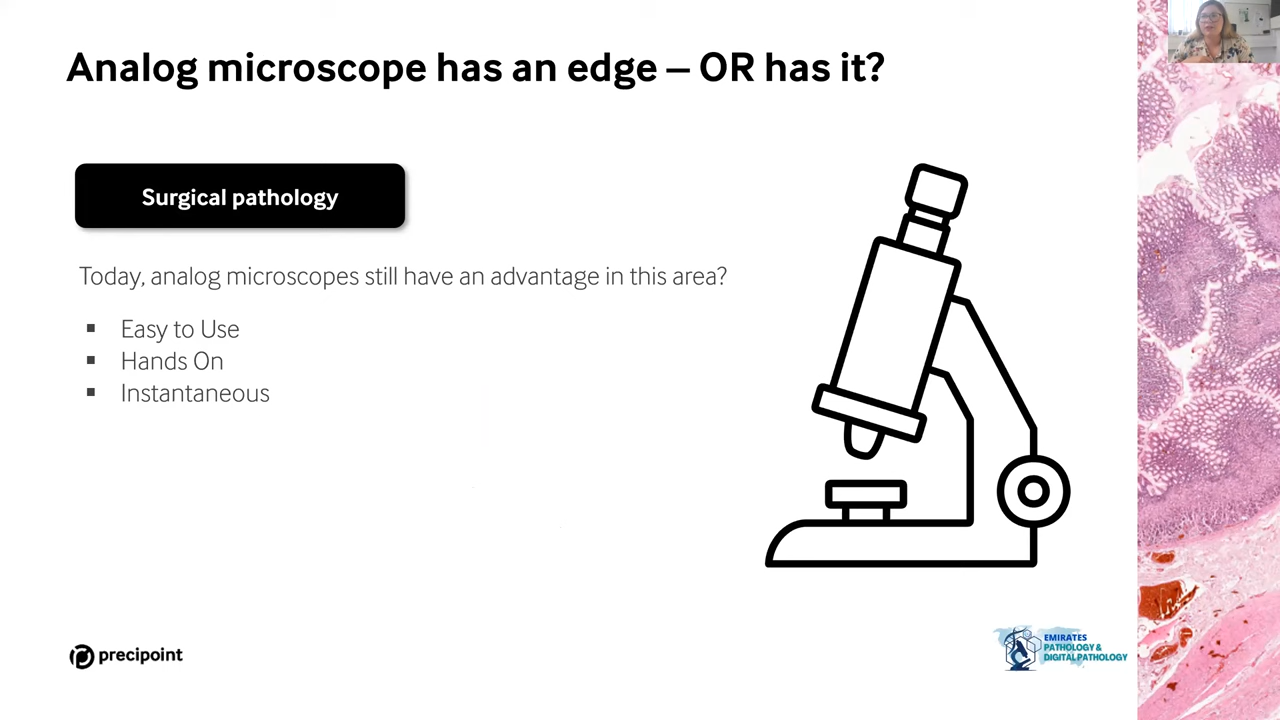 Analog microscope has an edge – OR has it?
Surgical pathology
Today, analog microscopes still have an advantage in this area?
▪ Easy to Use
▪ Hands On
▪ Instantaneous
precipoint
EMIRATES
PATHOLOGY &
DIGITAL PATHOLOGY